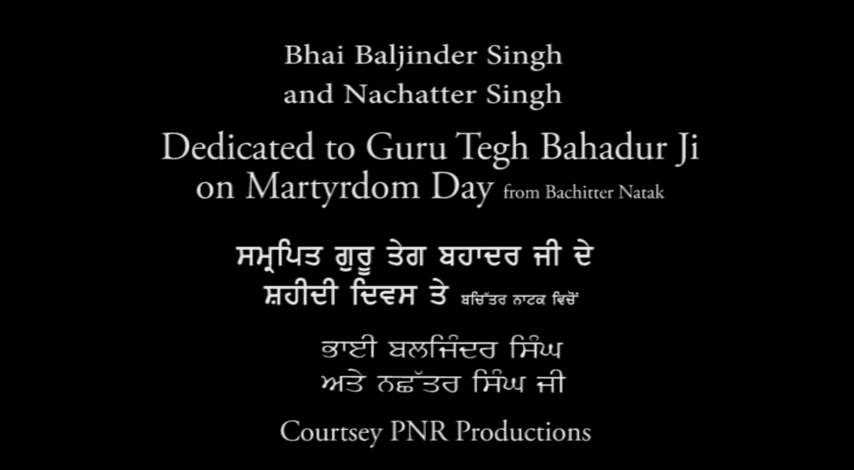 Bhai Baljinder Singh
and Nachatter Singh
Dedicated to Guru Tegh Bahadur Ji
on Martyrdom Day from Bachitter Natak
ਸਮ੍ਰਪਿਤ ਗੁਰੂ ਤੇਗ ਬਹਾਦਰ ਜੀ ਦੇ
ਸ਼ਹੀਦੀ ਦਿਵਸ ਤੇ ਬਚਿੱਤਰ ਨਾਟਕ ਵਿਚੋਂ
ਭਾਈ ਬਲਜਿੰਦਰ ਸਿੰਘ
ਅਤੇ ਨਛੱਤਰ ਸਿੰਘ ਜੀ
Courtsey PNR Productions